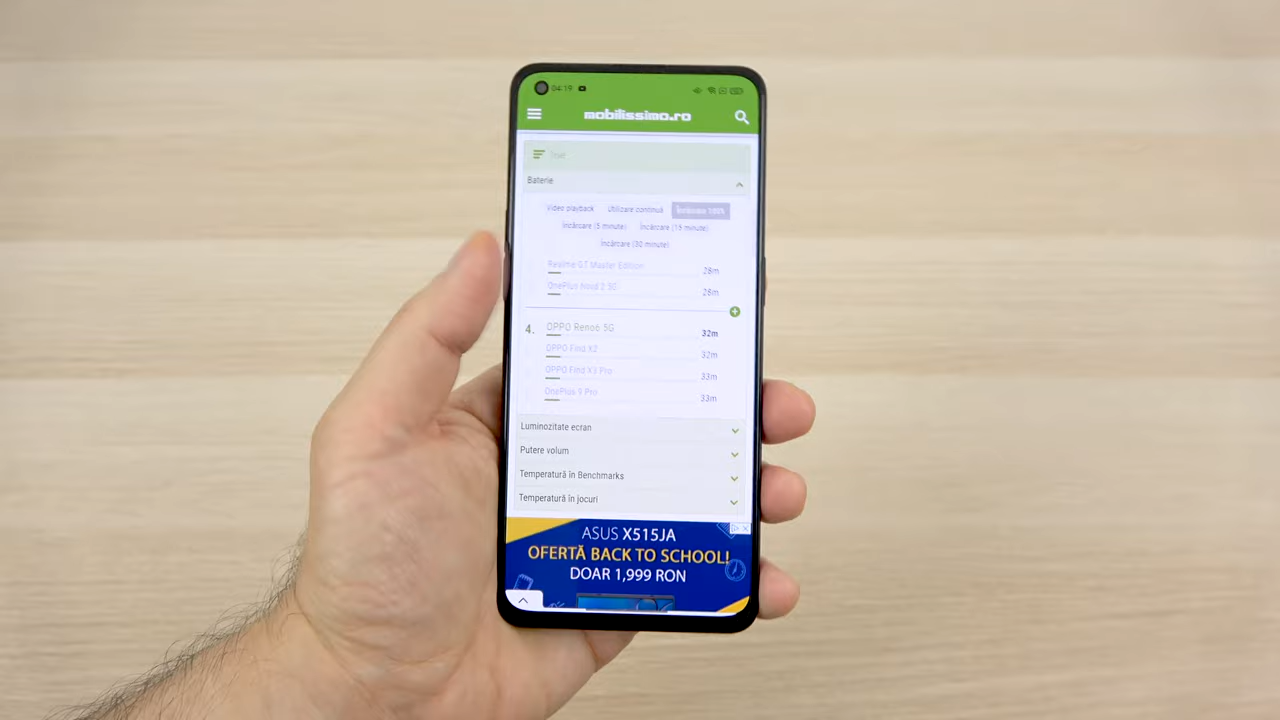 04:19
mobilissimo.ro
Baterie
Video playback Utilizare continuă Încărcare 100%
Încărcare (5 minute) Încărcare (15 minute)
Încărcare (30 minute)
Realme GT Master Edition 28m
OnePlus Nord 2 5G 28m
4. OPPO Reno6 5G 32m
OPPO Find X2 32m
OPPO Find X3 Pro 33m
OnePlus 9 Pro 33m
Luminozitate ecran
Putere volum
Temperatură în Benchmarks
Temperatură în jocuri
ASUS X515JA
OFERTĂ BACK TO SCHOOL!
DOAR 1,999 RON